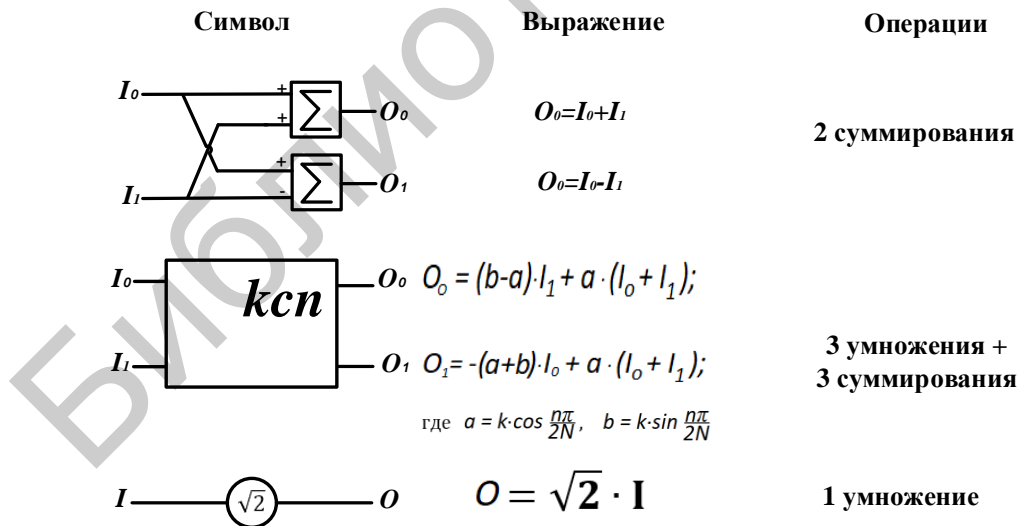 Символ Выражение Операции
I₀ + Σ O₀ O₀=I₀+I₁
+
2 суммирования
+
I₁ - Σ O₁ O₀=I₀-I₁
I₀ kcn O₀ O₀ = (b-a)·I₁ + a·(I₀ + I₁);
I₁ O₁ O₁= -(a+b)·I₀ + a·(I₀ + I₁);
3 умножения +
3 суммирования
где a = k·cos nπ/2N, b = k·sin nπ/2N
I √2 O O = √2 · I 1 умножение
Библио